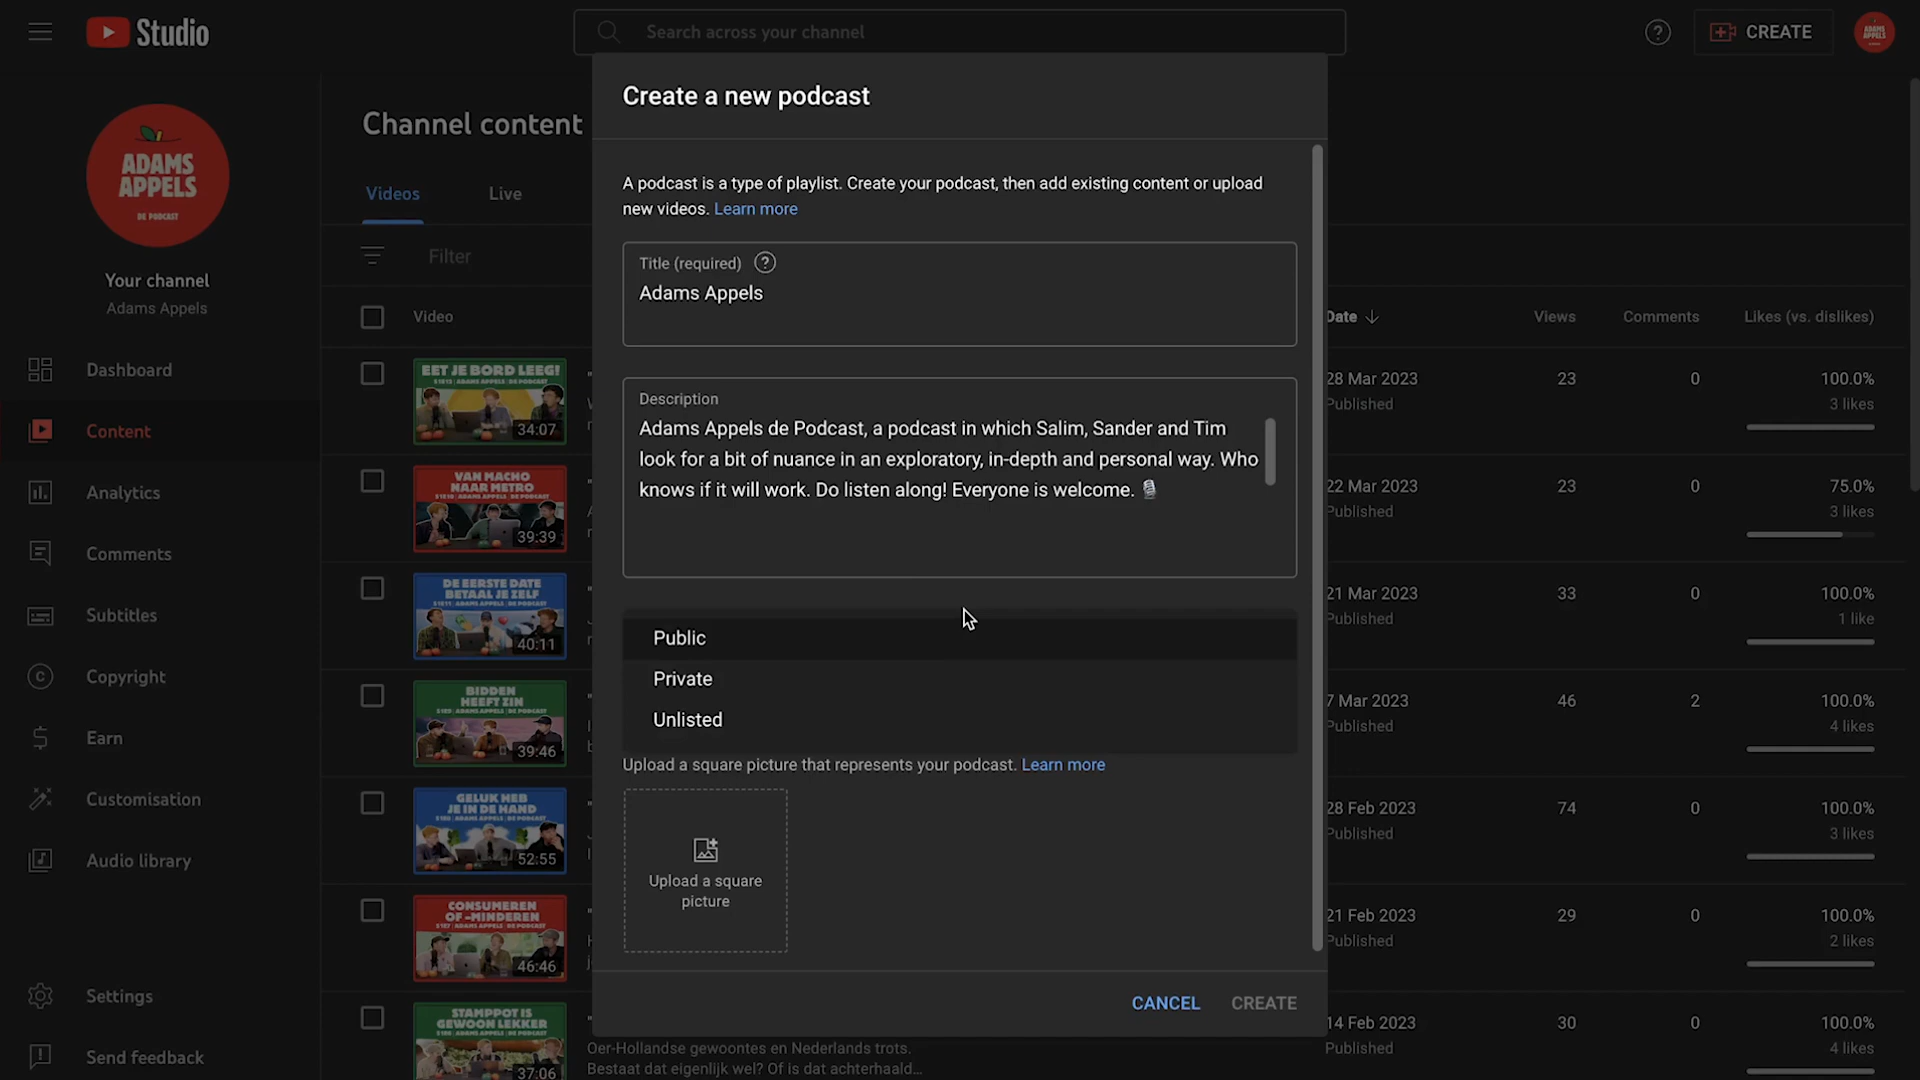 Studio
Search across your channel
CREATE
ADAMS
APPELS
Create a new podcast
ADAMS
APPELS
DE PODCAST
Your channel
Adams Appels
Dashboard
Content
Analytics
Comments
Subtitles
Copyright
Earn
Customisation
Audio library
Settings
Send feedback
Channel content
Videos
Live
Filter
Video
EET JE BORD LEEG!
34:07
VAN MACHO
NAAR METRO
39:39
DE EERSTE DATE
BETAAL JE ZELF
40:11
BIDDEN
HEEFT ZIN
39:46
GELUK HEB
JE IN DE HAND
52:55
CONSUMEREN
OF -MINDEREN
46:46
STAMPPOT IS
GEWOON LEKKER
37:06
A podcast is a type of playlist. Create your podcast, then add existing content or upload
new videos. Learn more
Title (required)
Adams Appels
Description
Adams Appels de Podcast, a podcast in which Salim, Sander and Tim
look for a bit of nuance in an exploratory, in-depth and personal way. Who
knows if it will work. Do listen along! Everyone is welcome. 🎙️
Public
Private
Unlisted
Upload a square picture that represents your podcast. Learn more
Upload a square
picture
CANCEL CREATE
Oer-Hollandse gewoontes en Nederlands trots.
Bestaat dat eigenlijk wel? Of is dat achterhaald...
Date Views Comments Likes (vs. dislikes)
28 Mar 2023 23 0 100.0%
Published 3 likes
22 Mar 2023 23 0 75.0%
Published 3 likes
21 Mar 2023 33 0 100.0%
Published 1 like
7 Mar 2023 46 2 100.0%
Published 4 likes
28 Feb 2023 74 0 100.0%
Published 3 likes
21 Feb 2023 29 0 100.0%
Published 2 likes
14 Feb 2023 30 0 100.0%
Published 4 likes